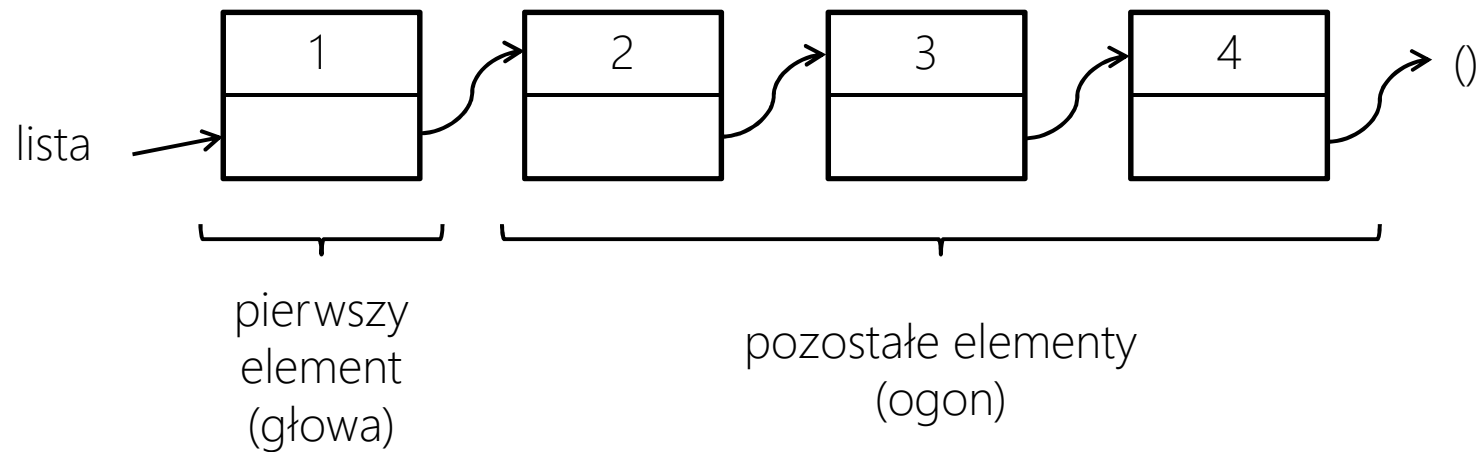 1
2
3
4
()
lista
pierwszy
element
(głowa)
pozostałe elementy
(ogon)